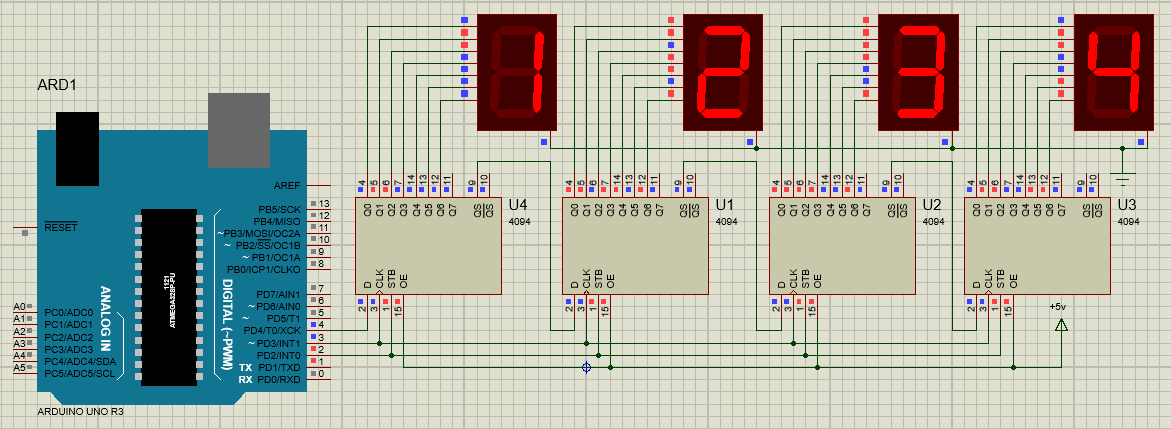 ARD1
ARDUINO UNO R3
RESET
AREF
PB5/SCK 13
PB4/MISO 12
~PB3/MOSI/OC2A 11
~ PB2/SS/OC1B 10
~ PB1/OC1A 9
PB0/ICP1/CLKO 8
PD7/AIN1 7
~ PD6/AIN0 6
~ PD5/T1 5
PD4/T0/XCK 4
~ PD3/INT1 3
PD2/INT0 2
TX PD1/TXD 1
RX PD0/RXD 0
DIGITAL (~PWM)
ANALOG IN
1121
ATMEGA328P-PU
A0 PC0/ADC0
A1 PC1/ADC1
A2 PC2/ADC2
A3 PC3/ADC3
A4 PC4/ADC4/SDA
A5 PC5/ADC5/SCL
1
2
3
4
4 5 6 7 14 13 12 11 9 10
Q0 Q1 Q2 Q3 Q4 Q5 Q6 Q7 QS QS
U4
4094
D CLK STB OE
2 3 1 15
4 5 6 7 14 13 12 11 9 10
Q0 Q1 Q2 Q3 Q4 Q5 Q6 Q7 QS QS
U1
4094
D CLK STB OE
2 3 1 15
4 5 6 7 14 13 12 11 9 10
Q0 Q1 Q2 Q3 Q4 Q5 Q6 Q7 QS QS
U2
4094
D CLK STB OE
2 3 1 15
4 5 6 7 14 13 12 11 9 10
Q0 Q1 Q2 Q3 Q4 Q5 Q6 Q7 QS QS
U3
4094
D CLK STB OE
2 3 1 15
+5v